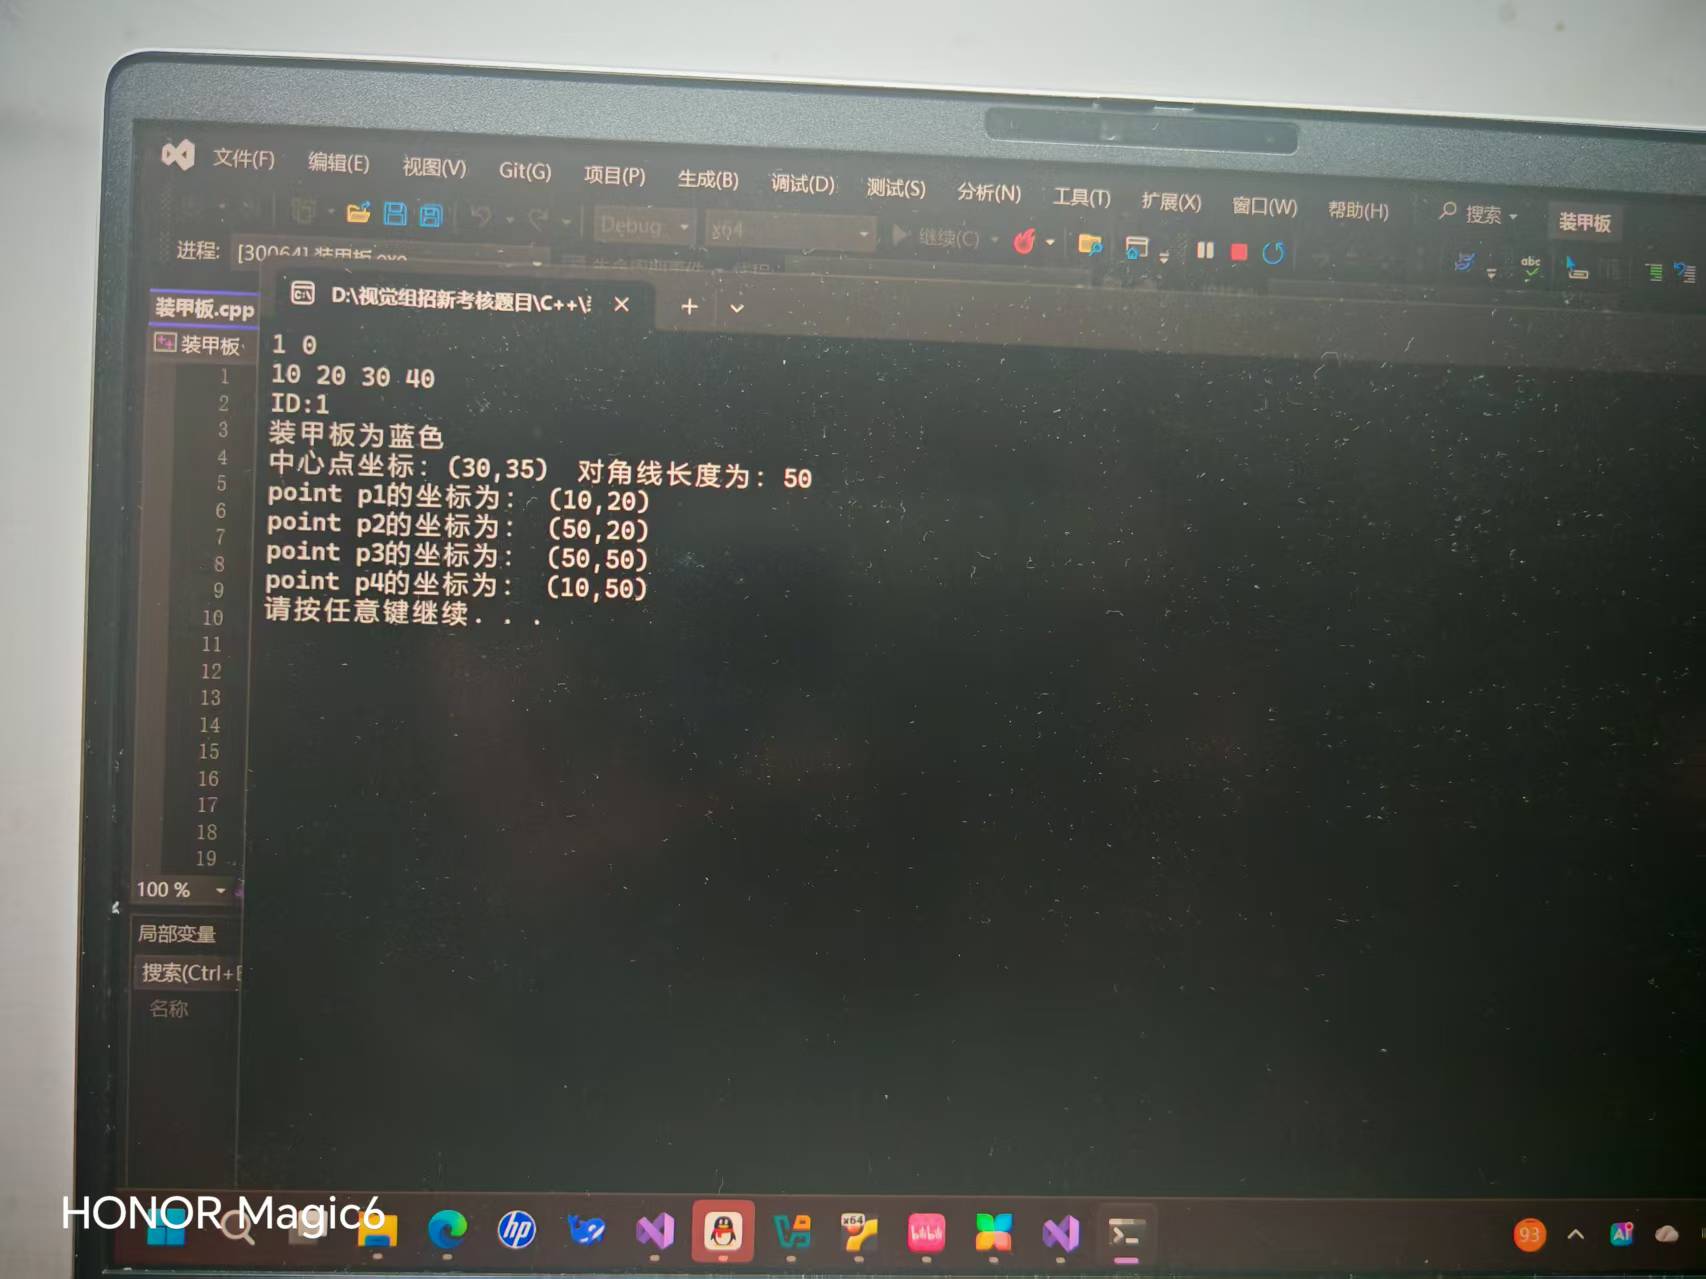 文件(F) 编辑(E) 视图(V) Git(G) 项目(P) 生成(B) 调试(D) 测试(S) 分析(N) 工具(T) 扩展(X) 窗口(W) 帮助(H) 搜索 装甲板
Debug x64 继续(C)
进程: [30064] 装甲板.exe
装甲板.cpp
D:\视觉组招新考核题目\C++\
装甲板
1 0
10 20 30 40
ID:1
装甲板为蓝色
中心点坐标: (30,35) 对角线长度为: 50
point p1的坐标为: (10,20)
point p2的坐标为: (50,20)
point p3的坐标为: (50,50)
point p4的坐标为: (10,50)
请按任意键继续. . .
1
2
3
4
5
6
7
8
9
10
11
12
13
14
15
16
17
18
19
100 %
局部变量
搜索(Ctrl+E
名称
HONOR Magic6
hp
x64
bilibili
93
AI
abc